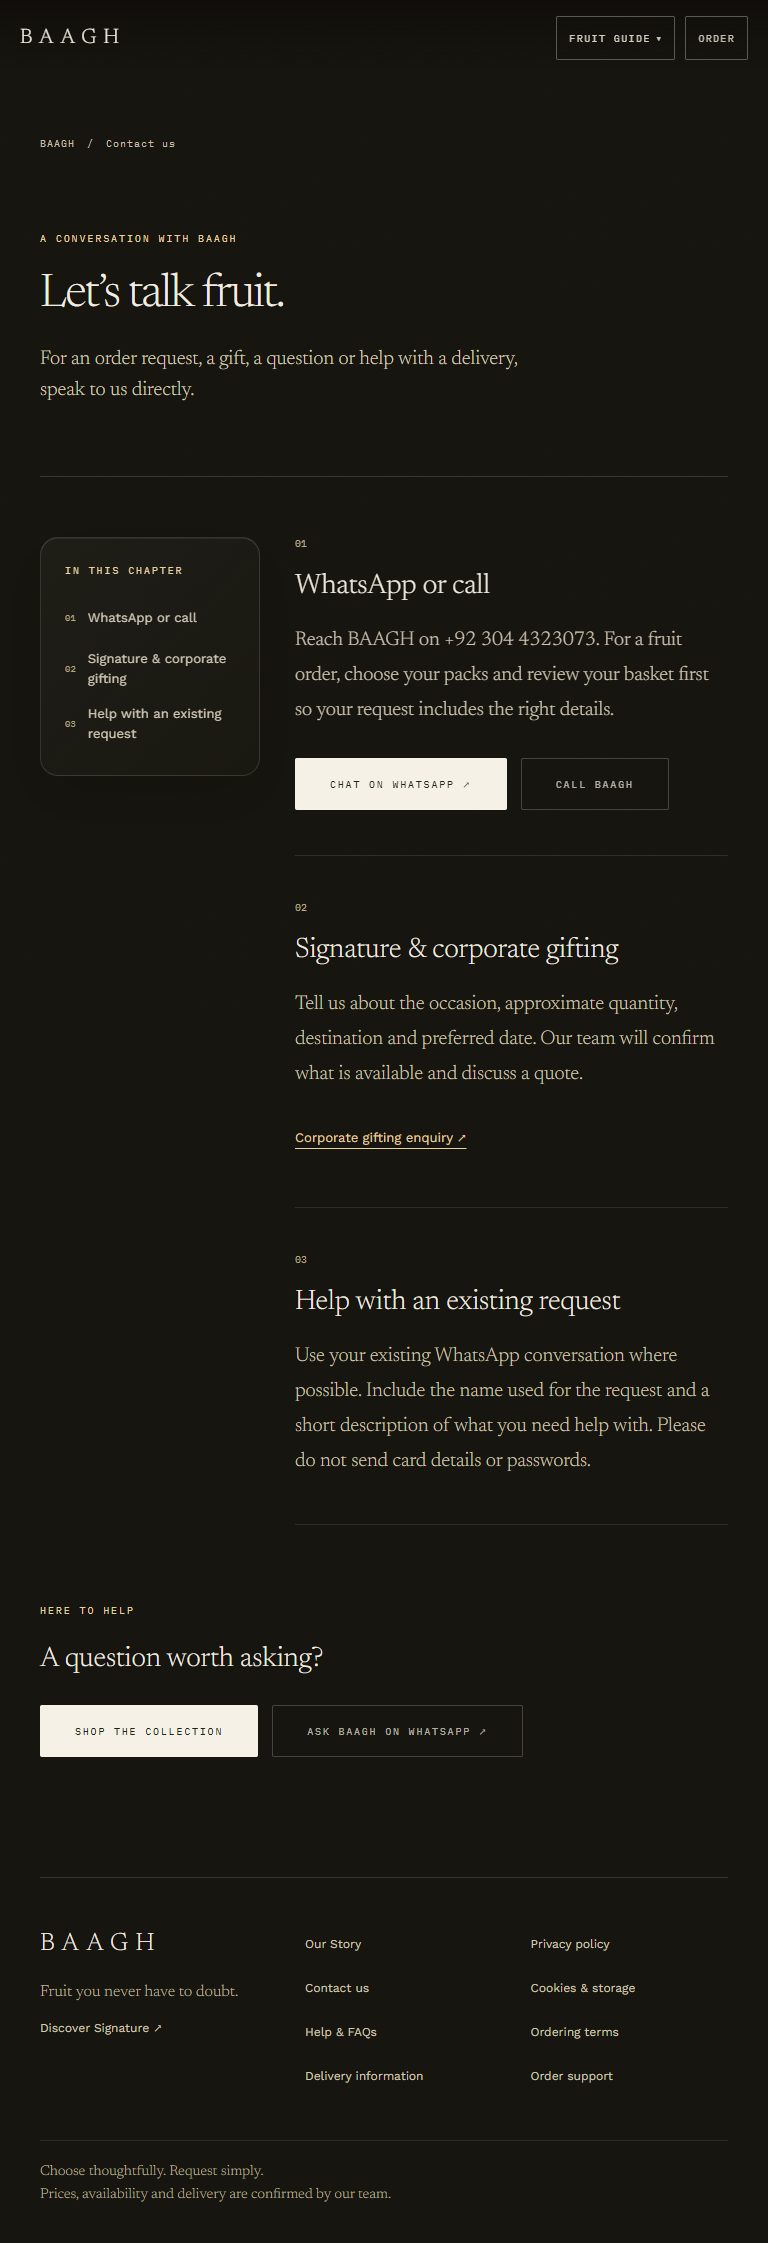 BAAGH
FRUIT GUIDE ▾
ORDER
BAAGH / Contact us
A CONVERSATION WITH BAAGH
Let’s talk fruit.
For an order request, a gift, a question or help with a delivery,
speak to us directly.
IN THIS CHAPTER
01 WhatsApp or call
02 Signature & corporate
gifting
03 Help with an existing
request
01
WhatsApp or call
Reach BAAGH on +92 304 4323073. For a fruit
order, choose your packs and review your basket first
so your request includes the right details.
CHAT ON WHATSAPP ↗
CALL BAAGH
02
Signature & corporate gifting
Tell us about the occasion, approximate quantity,
destination and preferred date. Our team will confirm
what is available and discuss a quote.
Corporate gifting enquiry ↗
03
Help with an existing request
Use your existing WhatsApp conversation where
possible. Include the name used for the request and a
short description of what you need help with. Please
do not send card details or passwords.
HERE TO HELP
A question worth asking?
SHOP THE COLLECTION
ASK BAAGH ON WHATSAPP ↗
BAAGH
Fruit you never have to doubt.
Discover Signature ↗
Our Story
Contact us
Help & FAQs
Delivery information
Privacy policy
Cookies & storage
Ordering terms
Order support
Choose thoughtfully. Request simply.
Prices, availability and delivery are confirmed by our team.